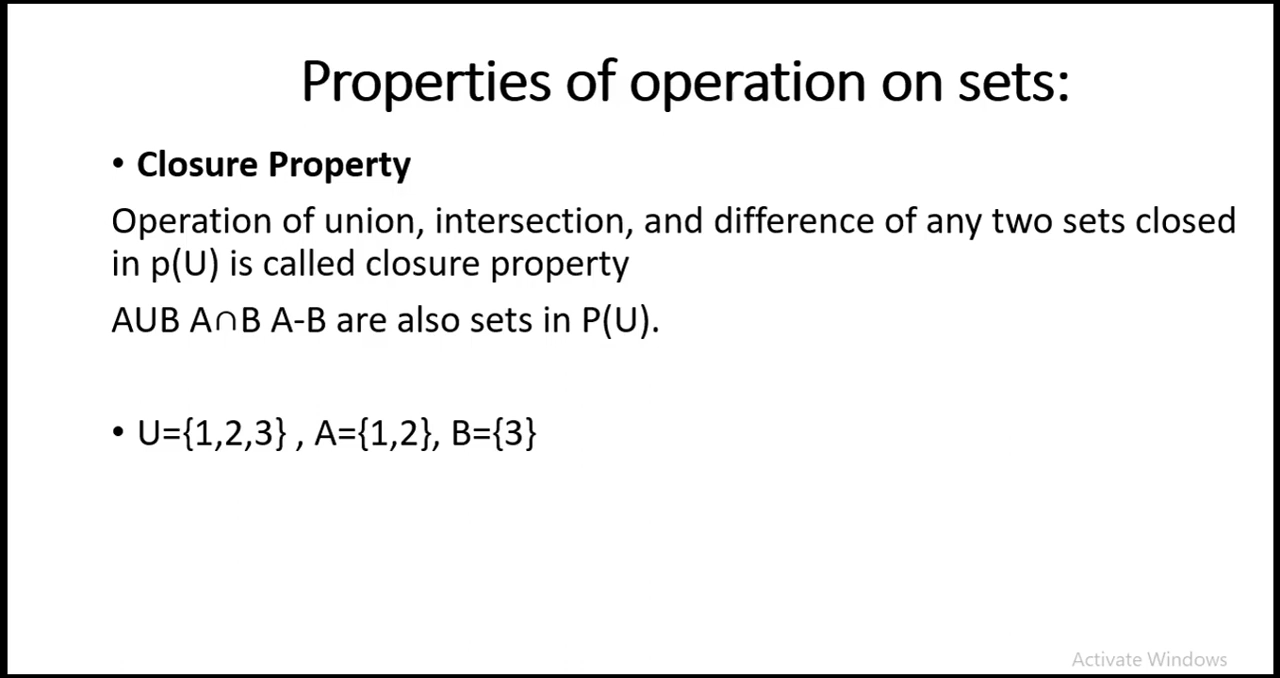 Properties of operation on sets:
• Closure Property
Operation of union, intersection, and difference of any two sets closed
in p(U) is called closure property
AUB A∩B A-B are also sets in P(U).
• U={1,2,3} , A={1,2}, B={3}
Activate Windows